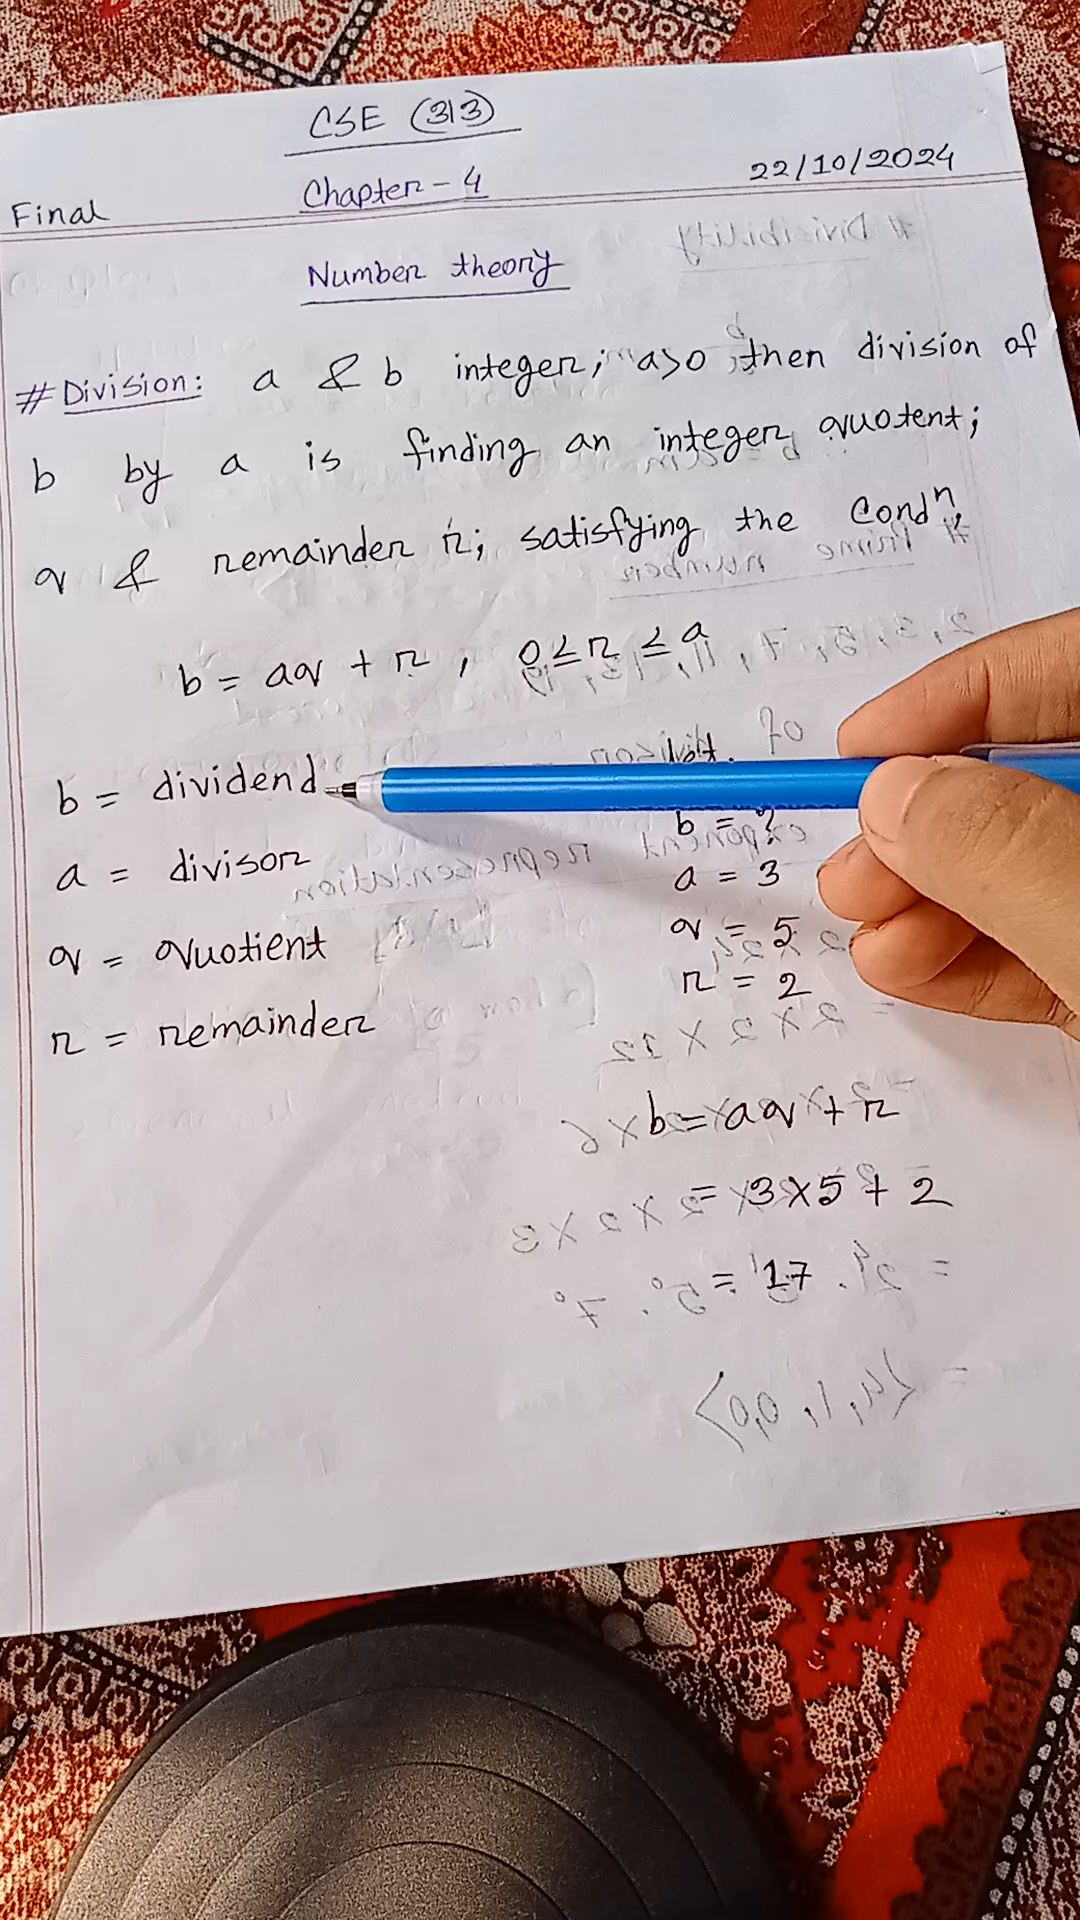 CSE (313)
Final Chapter-4 22/10/2024
Number theory
# Division: a & b integer; a>o, then division of
b by a is finding an integer quotent;
q & remainder r; satisfying the Condn,
b = aq + r, 0≤r≤a
b = dividend
a = divisor
q = quotient
r = remainder
b = ?
a = 3
q = 5
r = 2
b = aq + r
= 3×5 + 2
= 17